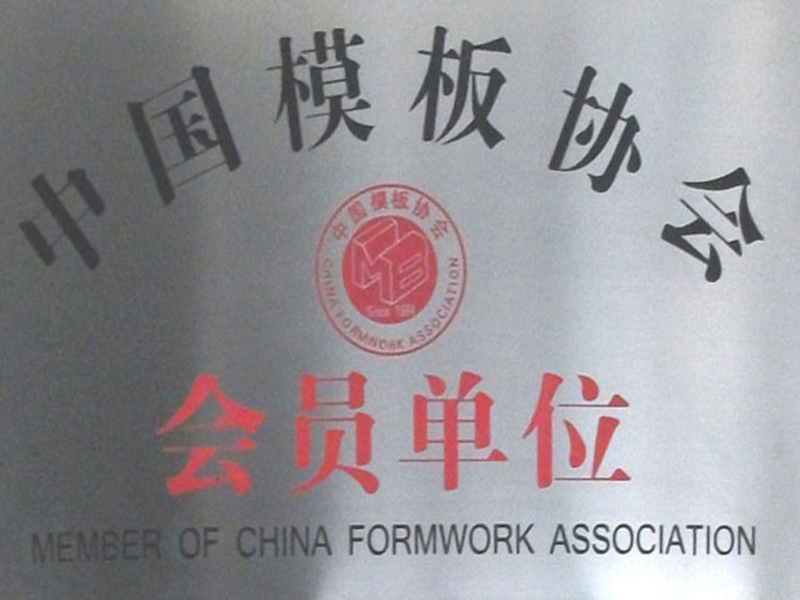 中国模板协会
中国模板协会
CMB
Since 1984
CHINA FORMWORK ASSOCIATION
会员单位
MEMBER OF CHINA FORMWORK ASSOCIATION